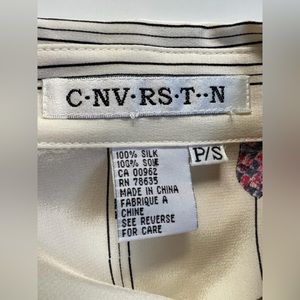 C·NV·RS·T··N
100% SILK
100% SOIE
CA 00962
RN 78635
MADE IN CHINA
FABRIQUE A
CHINE
SEE REVERSE
FOR CARE
P/S